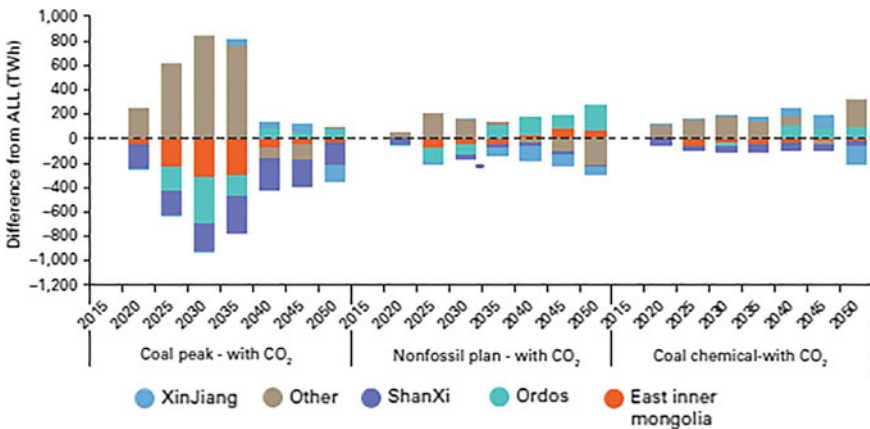 Difference from ALL (TWh)
1,000
800
600
400
200
0
−200
−400
−600
−800
−1,000
−1,200
2015 2020 2025 2030 2035 2040 2045 2050 2015 2020 2025 2030 2035 2040 2045 2050 2015 2020 2025 2030 2035 2040 2045 2050
Coal peak - with CO₂ Nonfossil plan - with CO₂ Coal chemical-with CO₂
XinJiang Other ShanXi Ordos East inner
mongolia